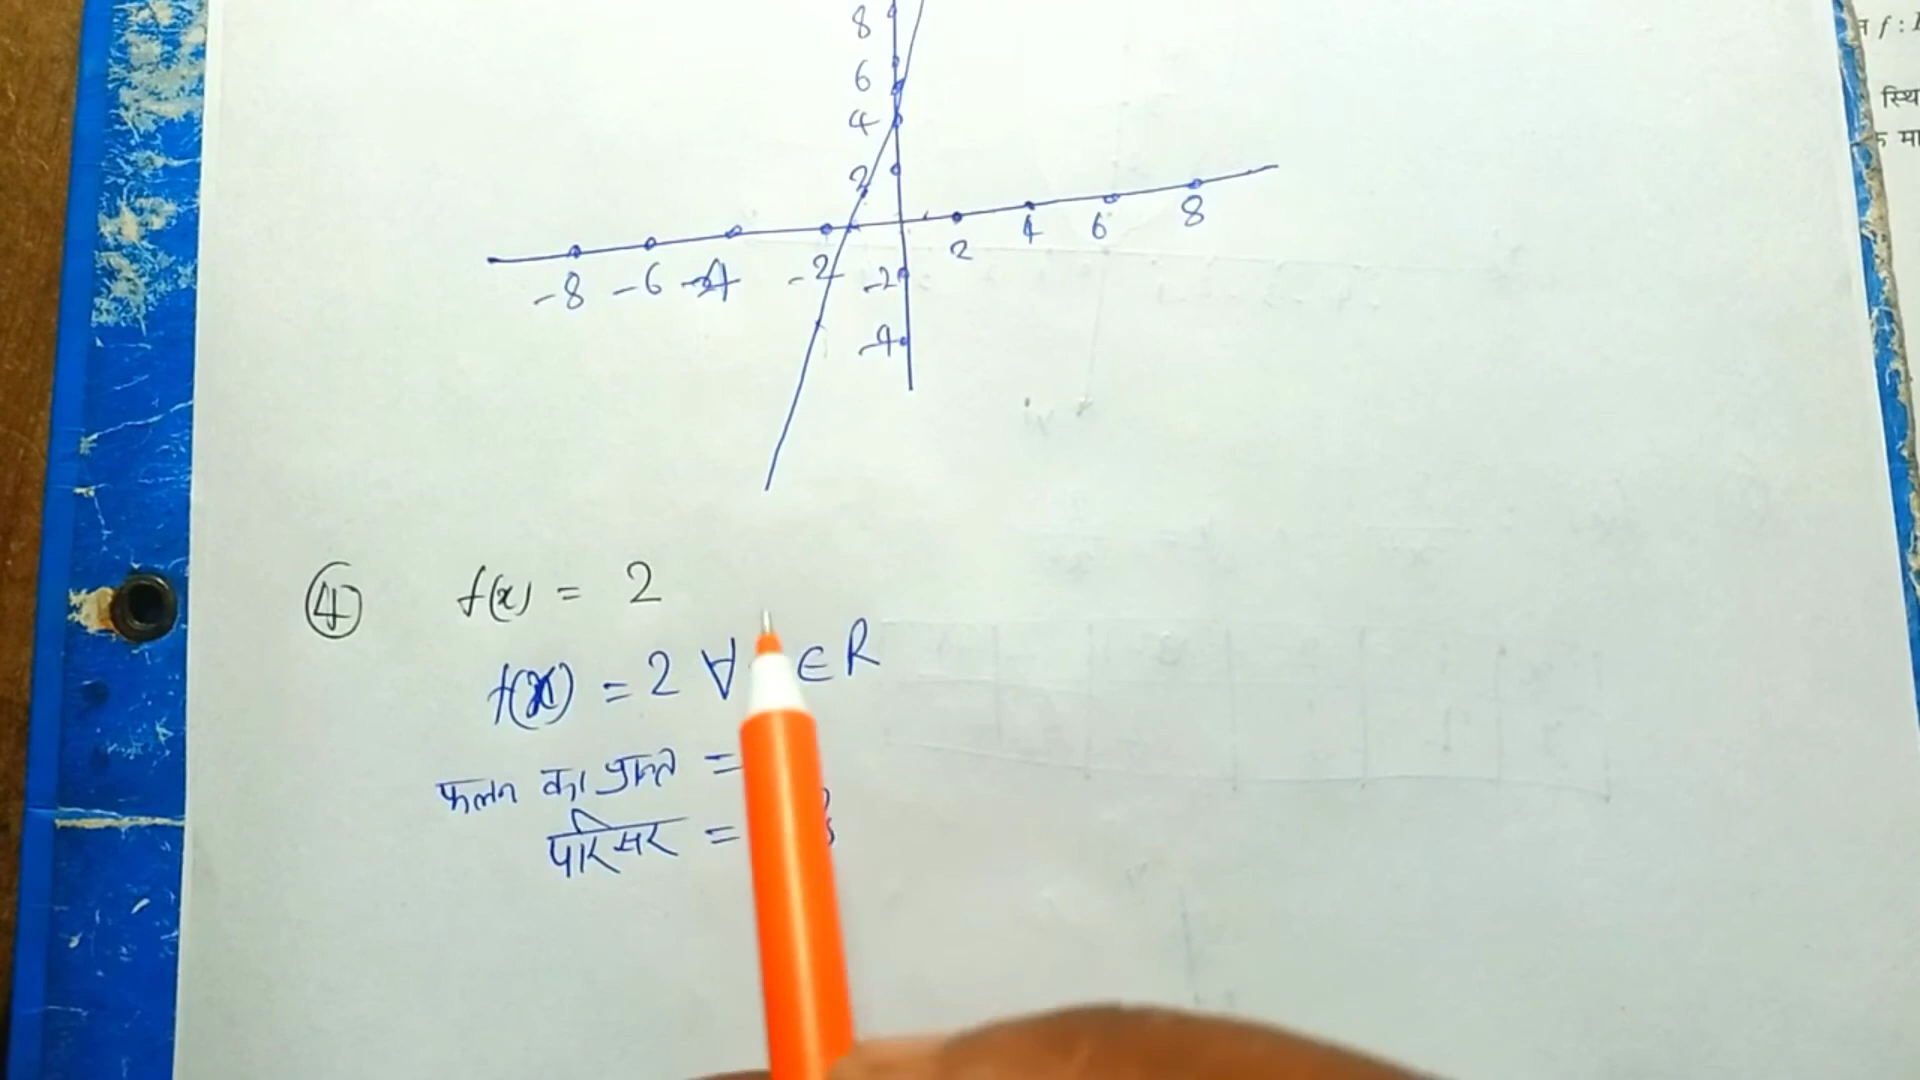 8
6
4
2
-8 -6 -4 -2 2 4 6 8
-2
-4
④ f(x) = 2
f(x) = 2 ∀ ∈ R
फलन का प्रान्त =
परिसर =
f :
स्थि